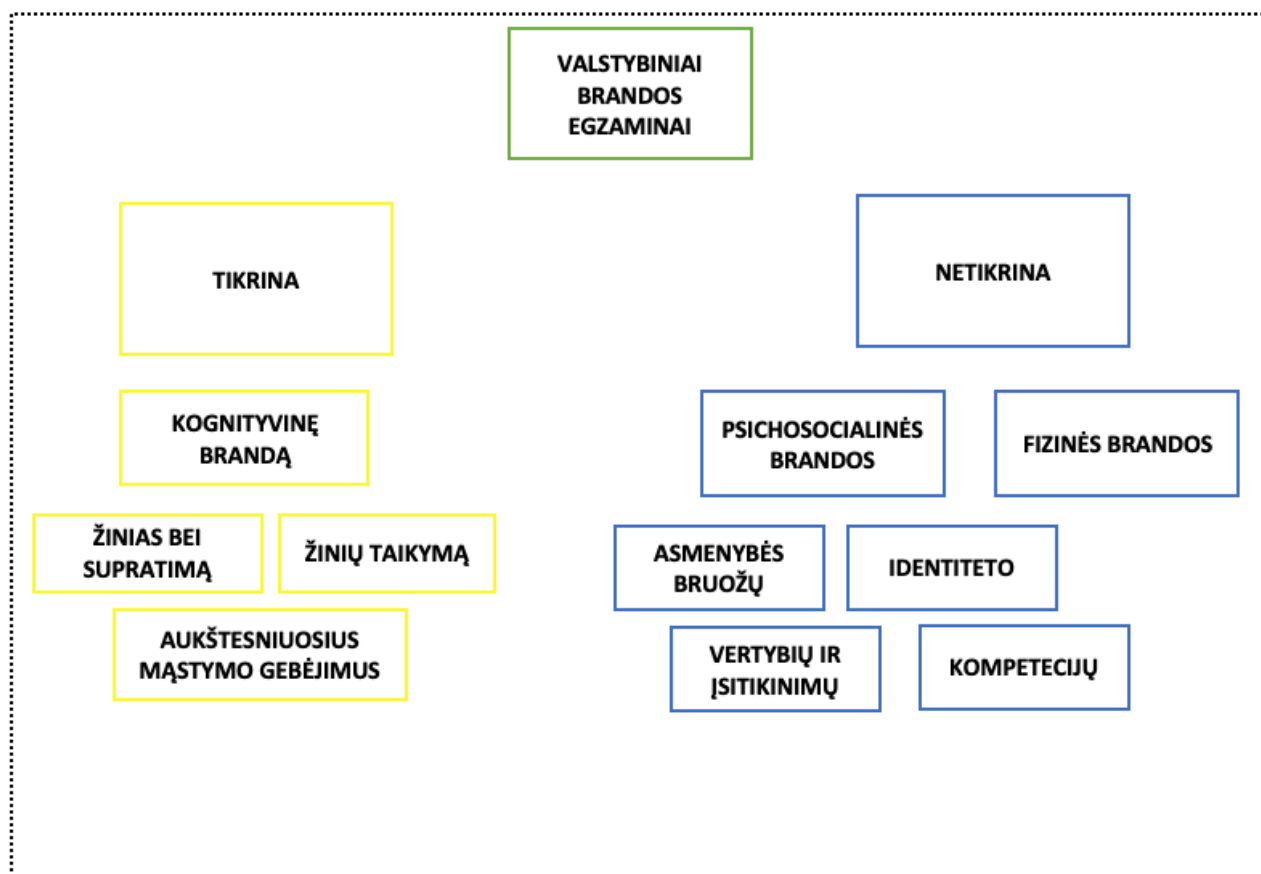 VALSTYBINIAI
BRANDOS
EGZAMINAI
TIKRINA
NETIKRINA
KOGNITYVINĘ
BRANDĄ
PSICHOSOCIALINĖS
BRANDOS
FIZINĖS BRANDOS
ŽINIAS BEI
SUPRATIMĄ
ŽINIŲ TAIKYMĄ
ASMENYBĖS
BRUOŽŲ
IDENTITETO
AUKŠTESNIUOSIUS
MĄSTYMO GEBĖJIMUS
VERTYBIŲ IR
ĮSITIKINIMŲ
KOMPETECIJŲ